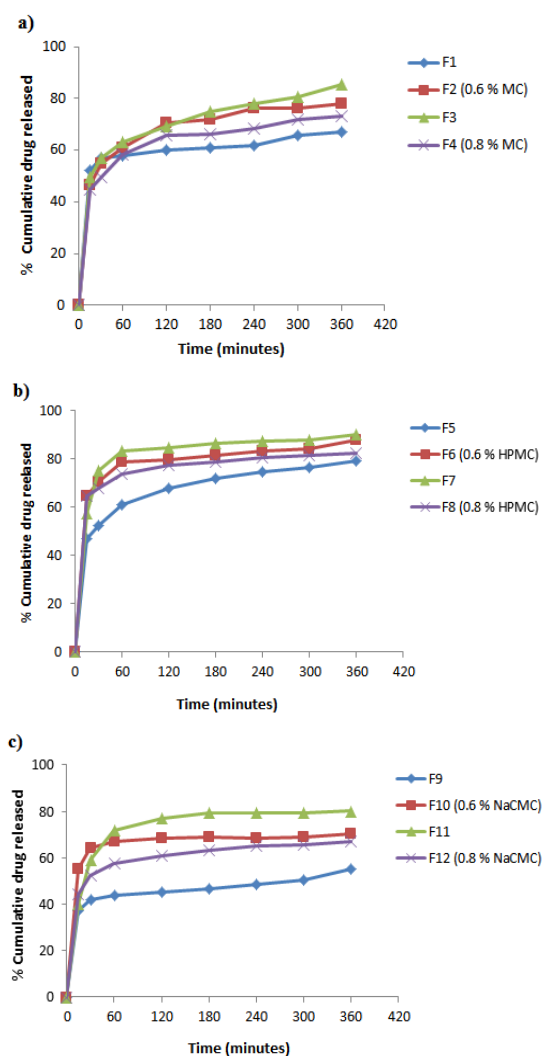 a)
% Cumulative drug released
100
80
60
40
20
0
0 60 120 180 240 300 360 420
Time (minutes)
F1
F2 (0.6 % MC)
F3
F4 (0.8 % MC)
b)
% Cumulative drug reelased
100
80
60
40
20
0
0 60 120 180 240 300 360 420
Time (minutes)
F5
F6 (0.6 % HPMC)
F7
F8 (0.8 % HPMC)
c)
% Cumulative drug released
100
80
60
40
20
0
0 60 120 180 240 300 360 420
Time (minutes)
F9
F10 (0.6 % NaCMC)
F11
F12 (0.8 % NaCMC)